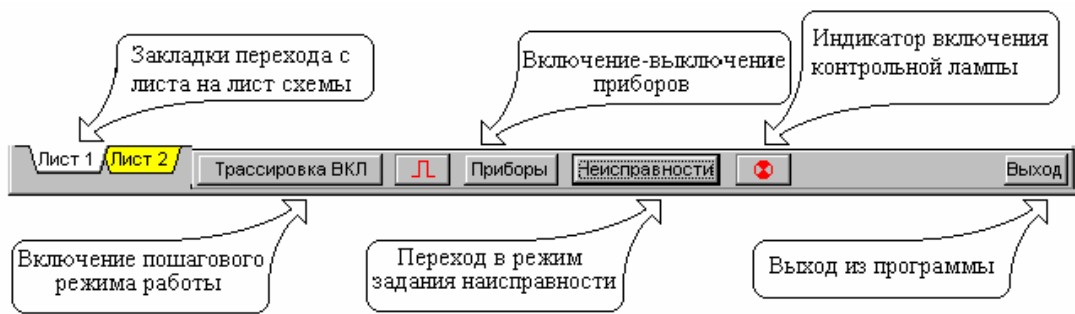 Закладки перехода с
листа на лист схемы
Включение-выключение
приборов
Индикатор включения
контрольной лампы
Лист 1 Лист 2 Трассировка ВКЛ Приборы Неисправности Выход
Включение пошагового
режима работы
Переход в режим
задания наисправности
Выход из программы